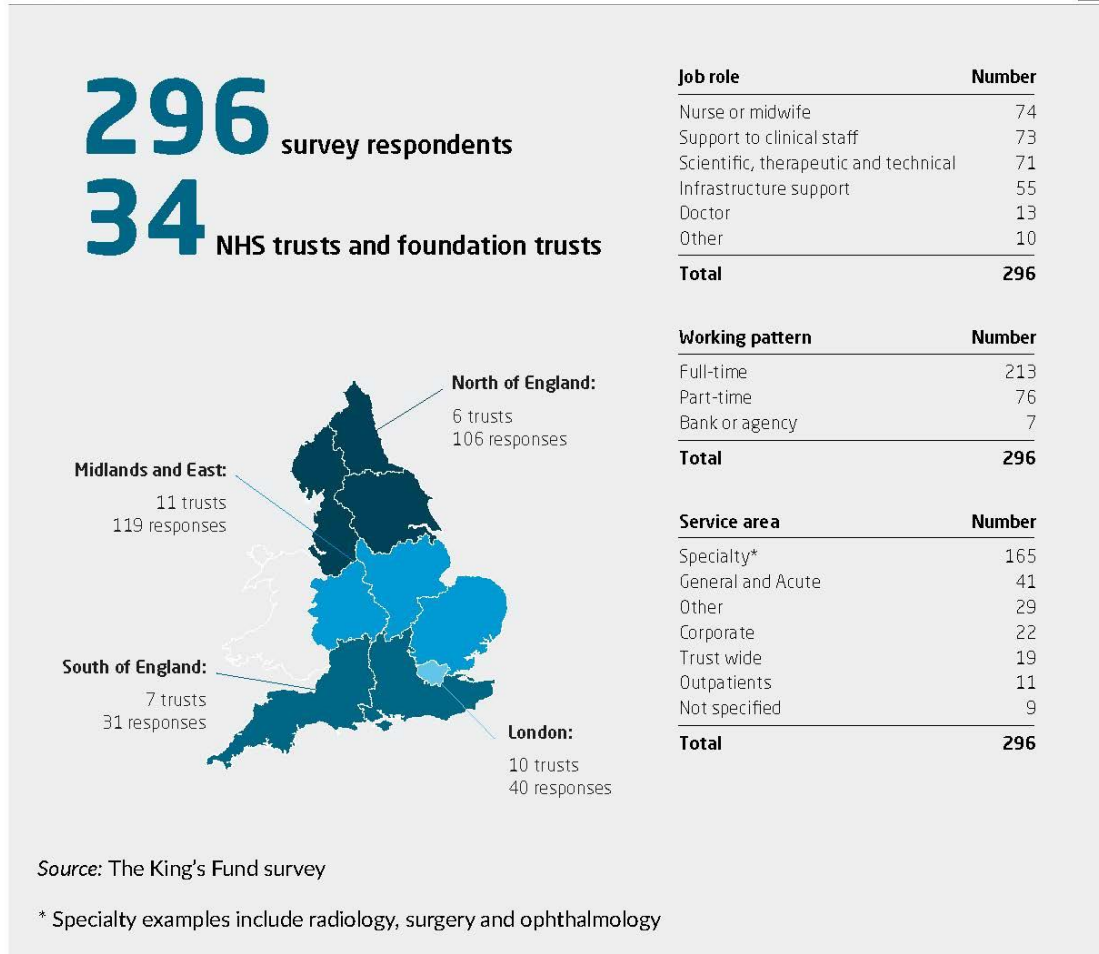 296 survey respondents
34 NHS trusts and foundation trusts
North of England:
6 trusts
106 responses
Midlands and East:
11 trusts
119 responses
South of England:
7 trusts
31 responses
London:
10 trusts
40 responses
Job role Number
Nurse or midwife 74
Support to clinical staff 73
Scientific, therapeutic and technical 71
Infrastructure support 55
Doctor 13
Other 10
Total 296
Working pattern Number
Full-time 213
Part-time 76
Bank or agency 7
Total 296
Service area Number
Specialty* 165
General and Acute 41
Other 29
Corporate 22
Trust wide 19
Outpatients 11
Not specified 9
Total 296
Source: The King's Fund survey
* Specialty examples include radiology, surgery and ophthalmology